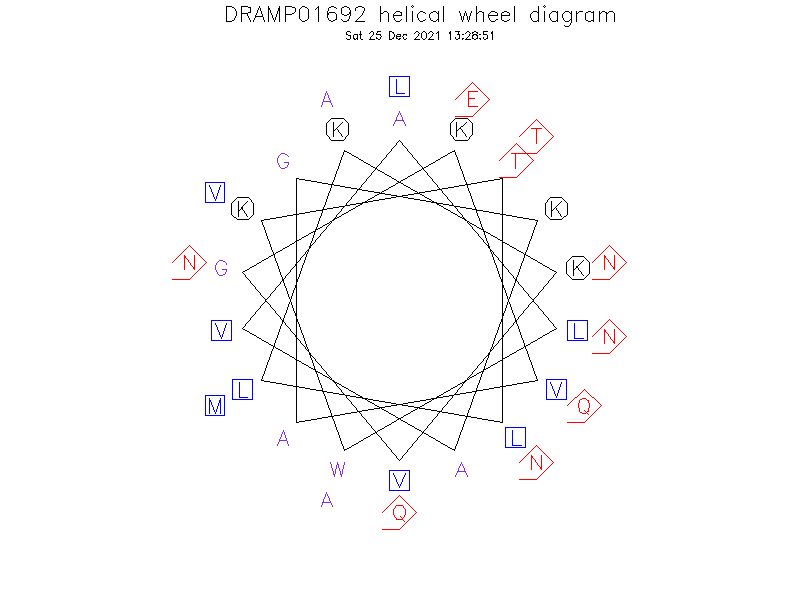 DRAMP01692 helical wheel diagram
Sat 25 Dec 2021 13:28:51
L
A E
A
K K
T
G T
V
K K
N G K N
V L N
L V
M Q
A L
N
W A
V
A
Q